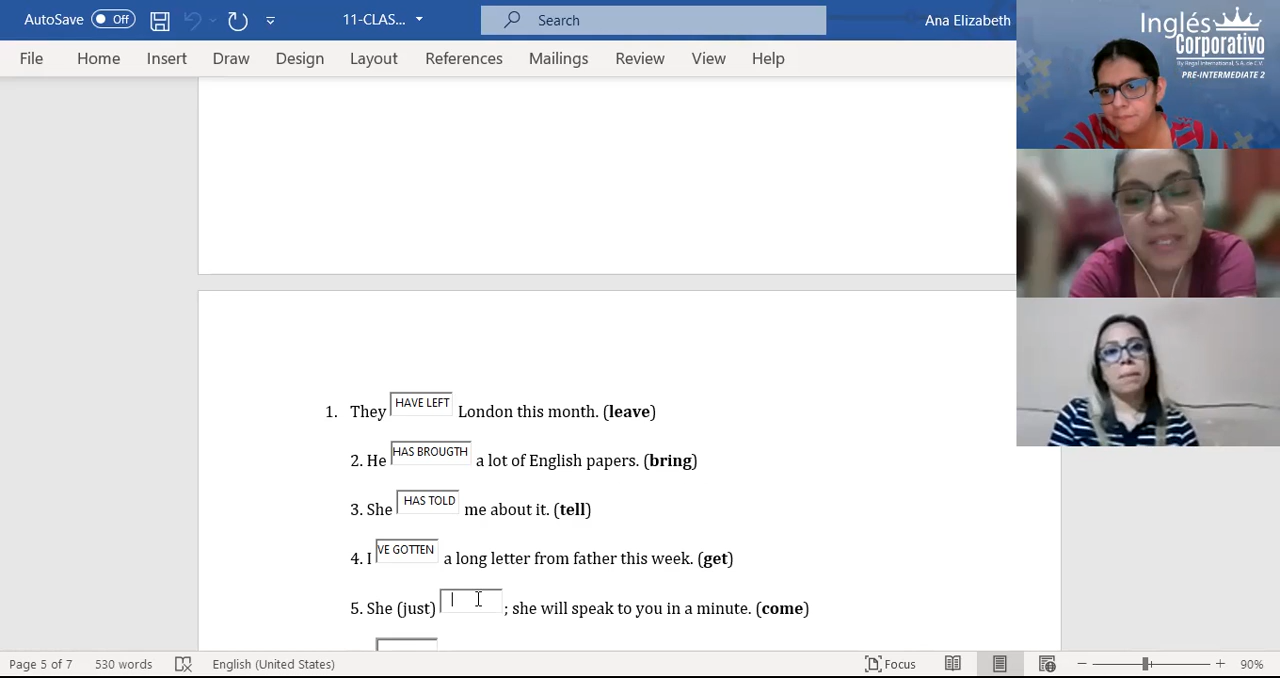 AutoSave Off 11-CLAS... Search Ana Elizabeth
File Home Insert Draw Design Layout References Mailings Review View Help
Inglés
Corporativo
By Regal International, S.A. de C.V.
PRE-INTERMEDIATE 2
1. They HAVE LEFT London this month. (leave)
2. He HAS BROUGTH a lot of English papers. (bring)
3. She HAS TOLD me about it. (tell)
4. I VE GOTTEN a long letter from father this week. (get)
5. She (just) ; she will speak to you in a minute. (come)
Page 5 of 7 530 words English (United States) Focus 90%